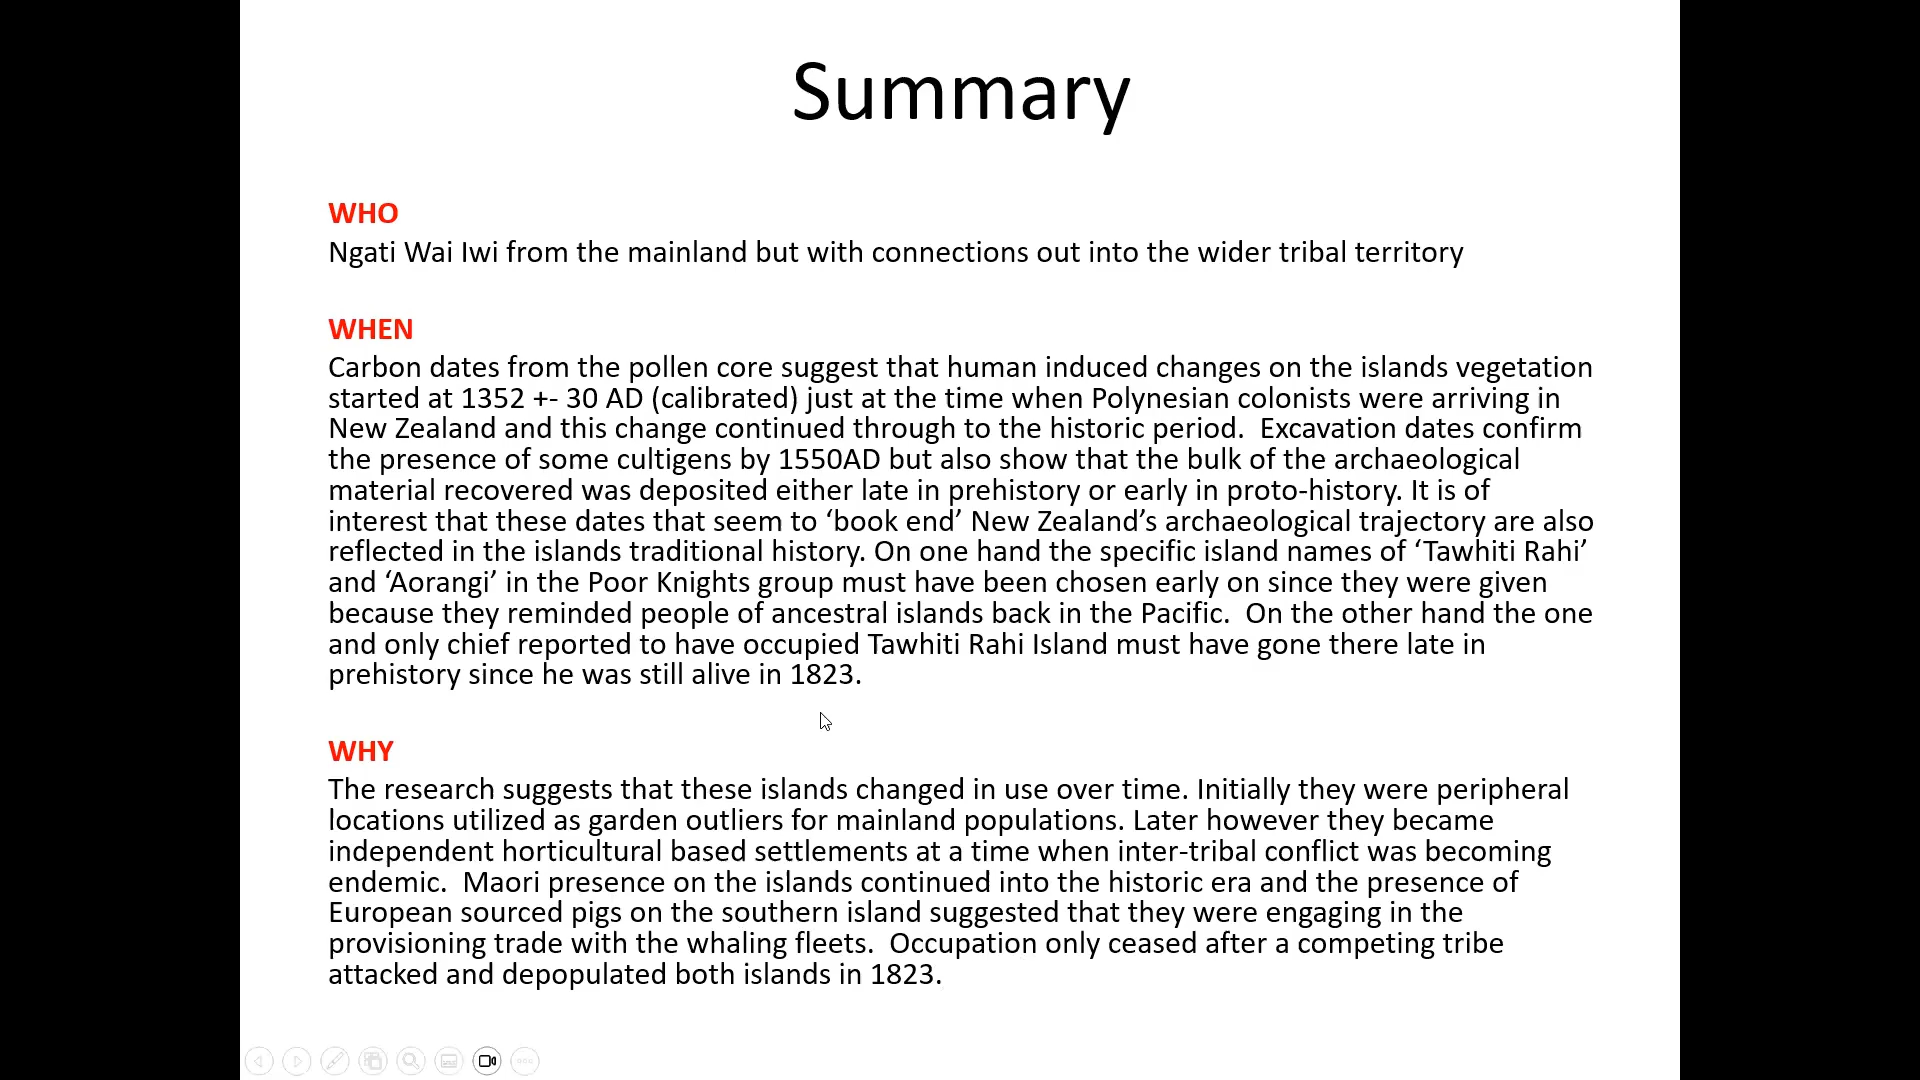 Summary
WHO
Ngati Wai Iwi from the mainland but with connections out into the wider tribal territory
WHEN
Carbon dates from the pollen core suggest that human induced changes on the islands vegetation
started at 1352 +- 30 AD (calibrated) just at the time when Polynesian colonists were arriving in
New Zealand and this change continued through to the historic period.  Excavation dates confirm
the presence of some cultigens by 1550AD but also show that the bulk of the archaeological
material recovered was deposited either late in prehistory or early in proto-history. It is of
interest that these dates that seem to ‘book end’ New Zealand’s archaeological trajectory are also
reflected in the islands traditional history. On one hand the specific island names of ‘Tawhiti Rahi’
and ‘Aorangi’ in the Poor Knights group must have been chosen early on since they were given
because they reminded people of ancestral islands back in the Pacific.  On the other hand the one
and only chief reported to have occupied Tawhiti Rahi Island must have gone there late in
prehistory since he was still alive in 1823.
WHY
The research suggests that these islands changed in use over time. Initially they were peripheral
locations utilized as garden outliers for mainland populations. Later however they became
independent horticultural based settlements at a time when inter-tribal conflict was becoming
endemic.  Maori presence on the islands continued into the historic era and the presence of
European sourced pigs on the southern island suggested that they were engaging in the
provisioning trade with the whaling fleets.  Occupation only ceased after a competing tribe
attacked and depopulated both islands in 1823.